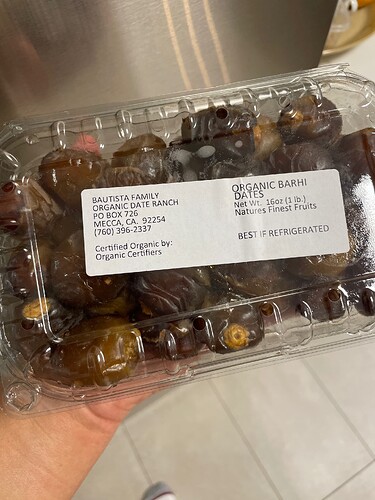 BAUTISTA FAMILY
ORGANIC DATE RANCH
PO BOX 726
MECCA, CA. 92254
(760) 396-2337
Certified Organic by:
Organic Certifiers
ORGANIC BARHI
DATES
Net Wt. 16oz (1 lb.)
Natures Finest Fruits
BEST IF REFRIGERATED